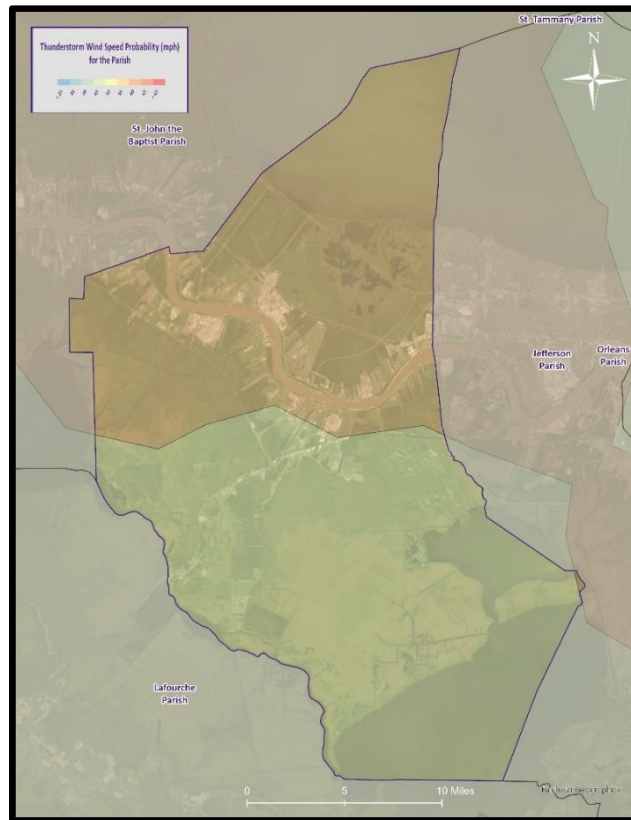 St. Tammany Parish
Thunderstorm Wind Speed Probability (mph)
for the Parish
N
St. John the
Baptist Parish
Jefferson
Parish
Orleans
Parish
Lafourche
Parish
0 5 10 Miles